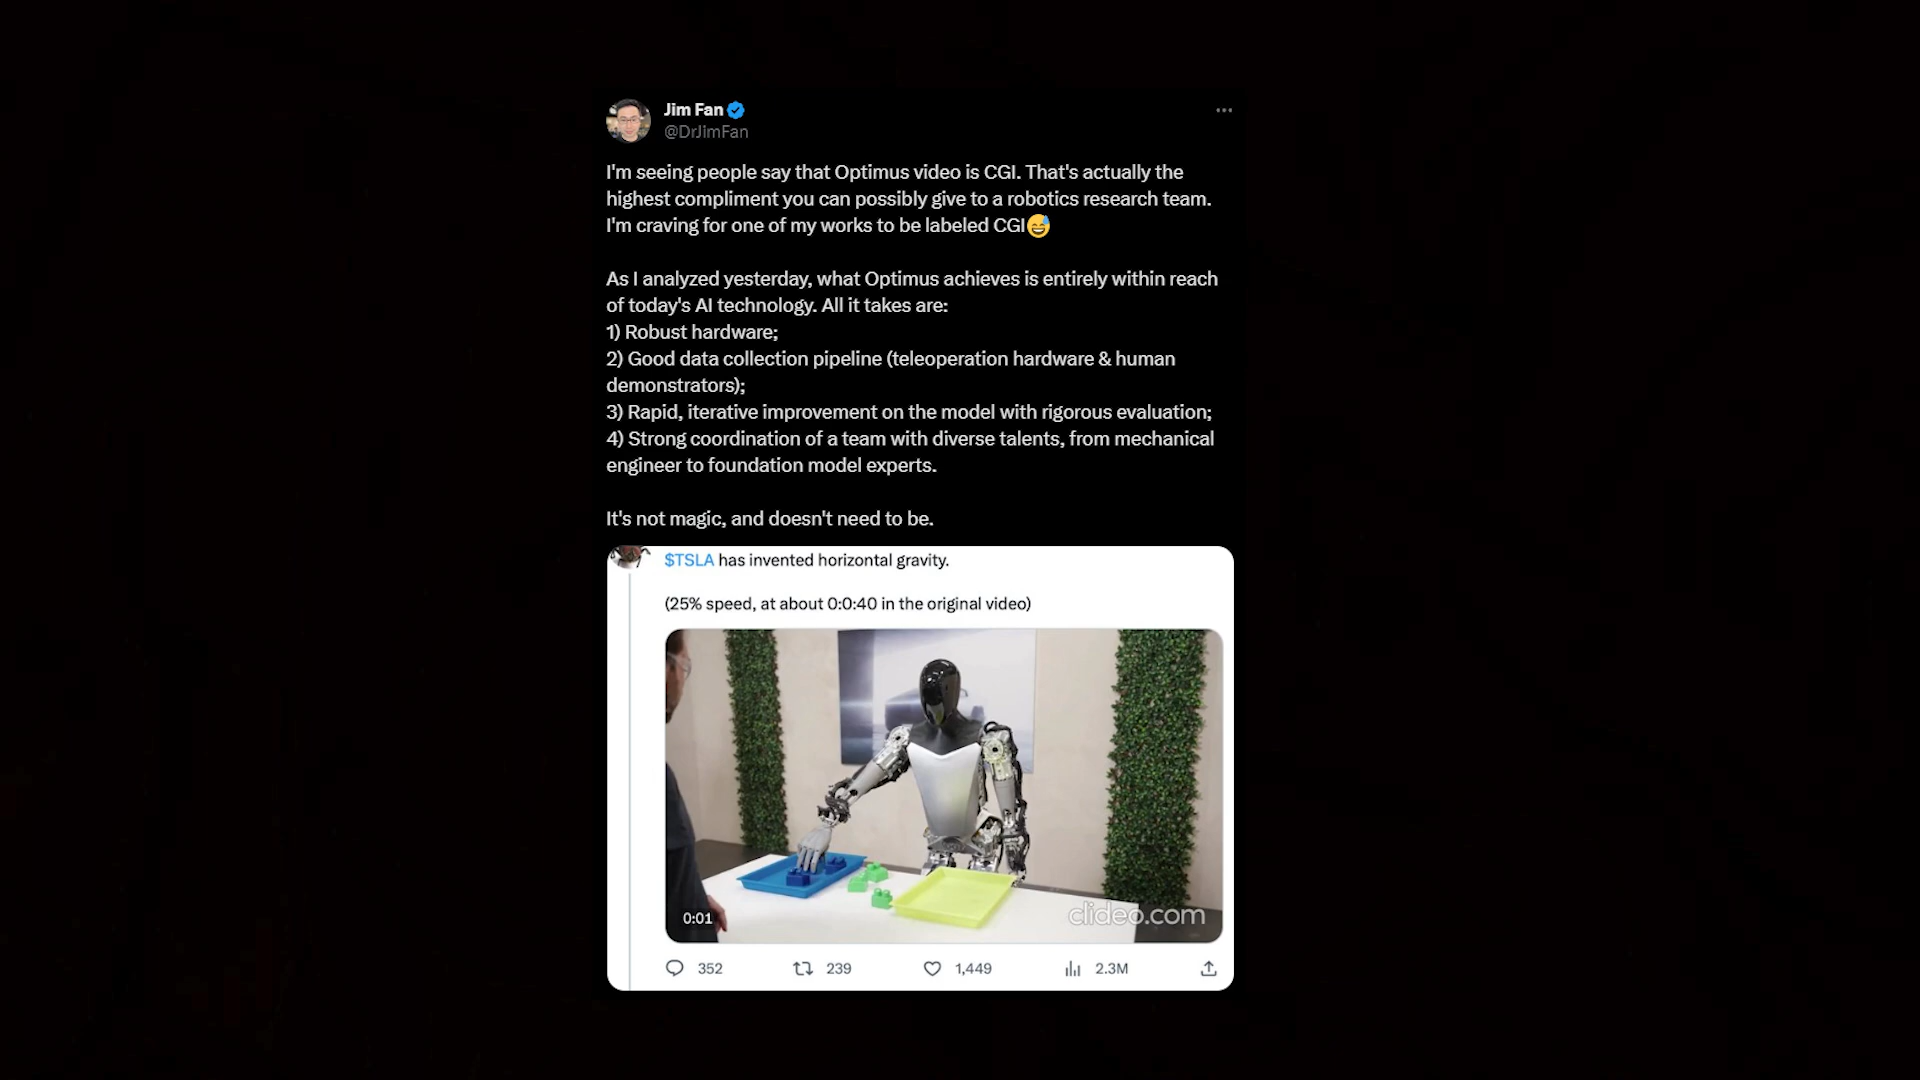 Jim Fan
@DrJimFan
I'm seeing people say that Optimus video is CGI. That's actually the
highest compliment you can possibly give to a robotics research team.
I'm craving for one of my works to be labeled CGI😅
As I analyzed yesterday, what Optimus achieves is entirely within reach
of today's AI technology. All it takes are:
1) Robust hardware;
2) Good data collection pipeline (teleoperation hardware & human
demonstrators);
3) Rapid, iterative improvement on the model with rigorous evaluation;
4) Strong coordination of a team with diverse talents, from mechanical
engineer to foundation model experts.
It's not magic, and doesn't need to be.
$TSLA has invented horizontal gravity.
(25% speed, at about 0:0:40 in the original video)
0:01
clideo.com
352 239 1,449 2.3M